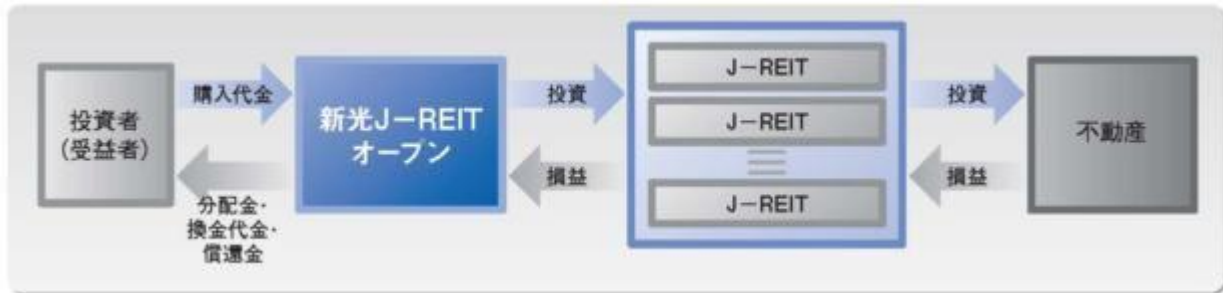 投資者
(受益者)
購入代金
分配金・
換金代金・
償還金
新光J－REIT
オープン
投資
損益
J－REIT
J－REIT
J－REIT
投資
損益
不動産